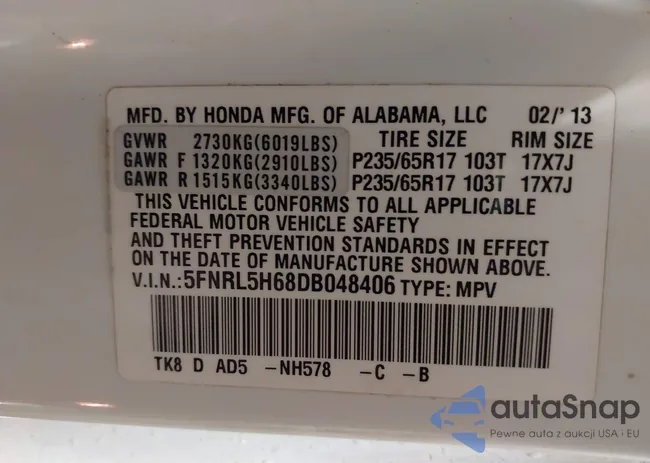 MFD. BY HONDA MFG. OF ALABAMA, LLC 02/' 13
GVWR 2730KG(6019LBS) TIRE SIZE RIM SIZE
GAWR F 1320KG(2910LBS) P235/65R17 103T 17X7J
GAWR R 1515KG(3340LBS) P235/65R17 103T 17X7J
THIS VEHICLE CONFORMS TO ALL APPLICABLE
FEDERAL MOTOR VEHICLE SAFETY
AND THEFT PREVENTION STANDARDS IN EFFECT
ON THE DATE OF MANUFACTURE SHOWN ABOVE.
V.I.N.:5FNRL5H68DB048406 TYPE: MPV
TK8 D AD5 -NH578 -C -B
autaSnap
Pewne auta z aukcji USA i EU